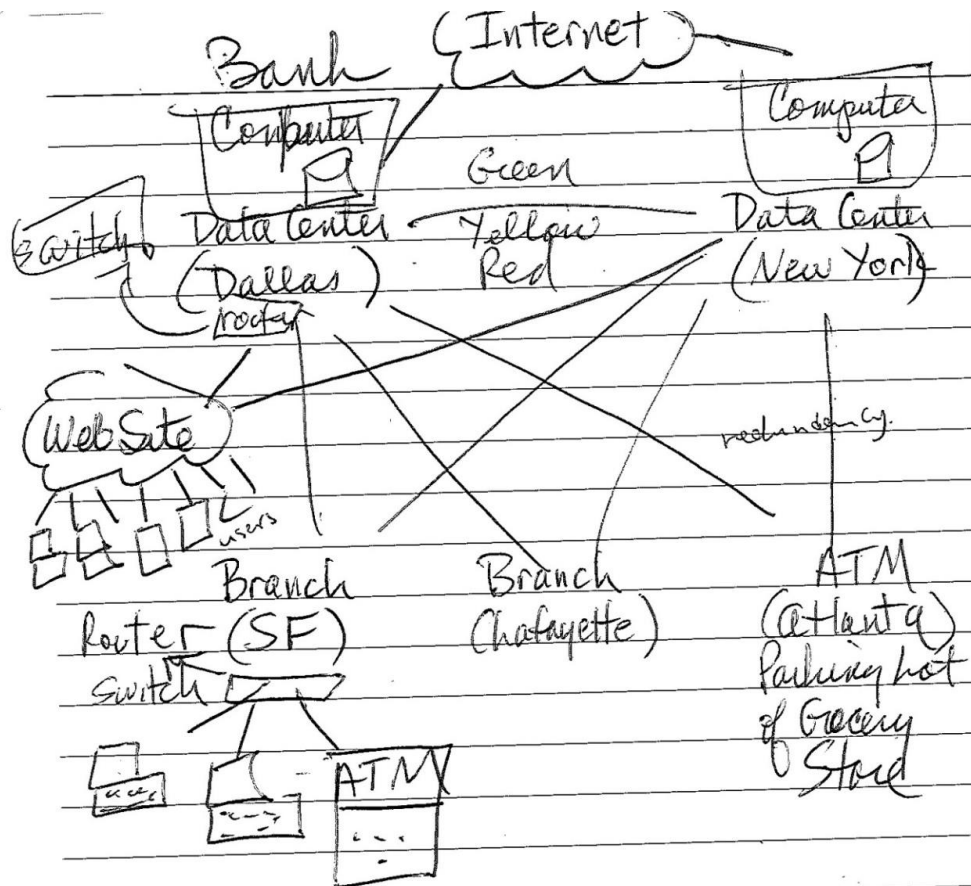 (Internet)
Bank
Computer
Computer
Green
Switch
Data Center
Yellow
Data Center
(Dallas)
Red
(New York)
router
Web Site
redundancy.
users
Branch
Branch
ATM
Router (SF)
(Lafayette)
(Atlanta)
Switch
Parking Lot
of Grocery
Store
ATM